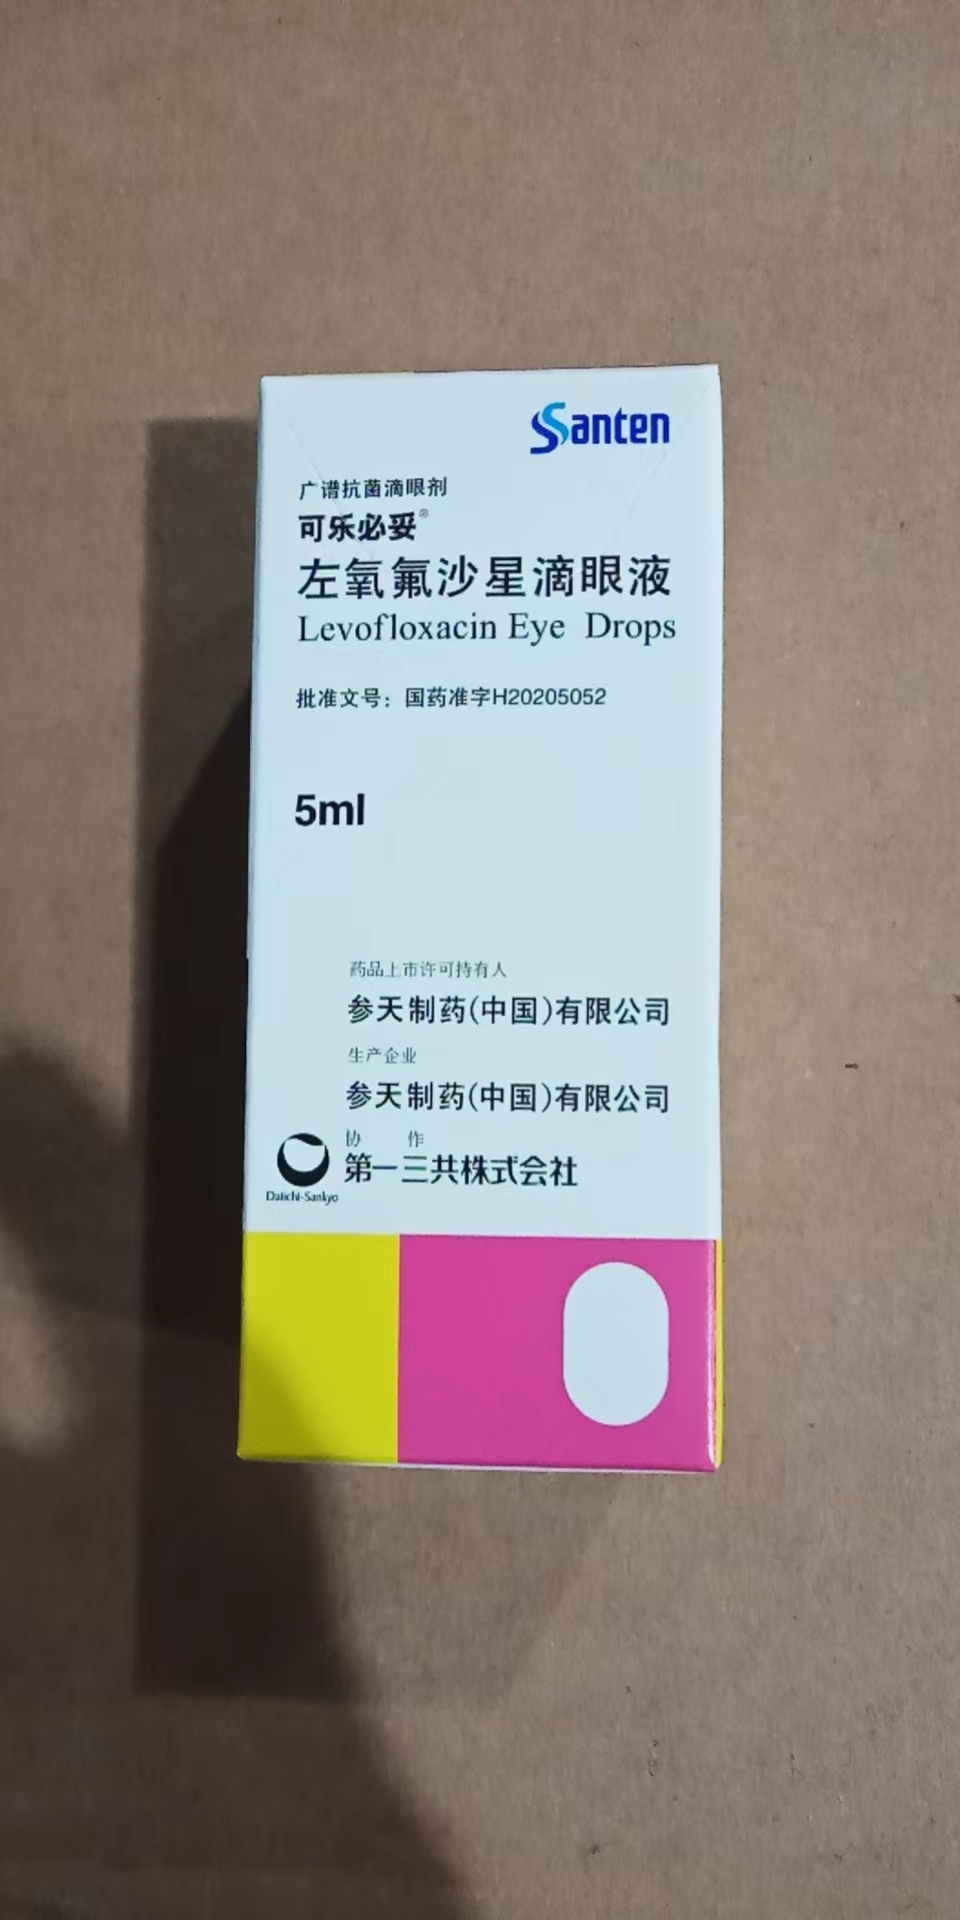 Santen
广谱抗菌滴眼剂
可乐必妥®
左氧氟沙星滴眼液
Levofloxacin Eye Drops
批准文号：国药准字H20205052
5ml
药品上市许可持有人
参天制药(中国)有限公司
生产企业
参天制药(中国)有限公司
协 作
第一三共株式会社
Daiichi-Sankyo